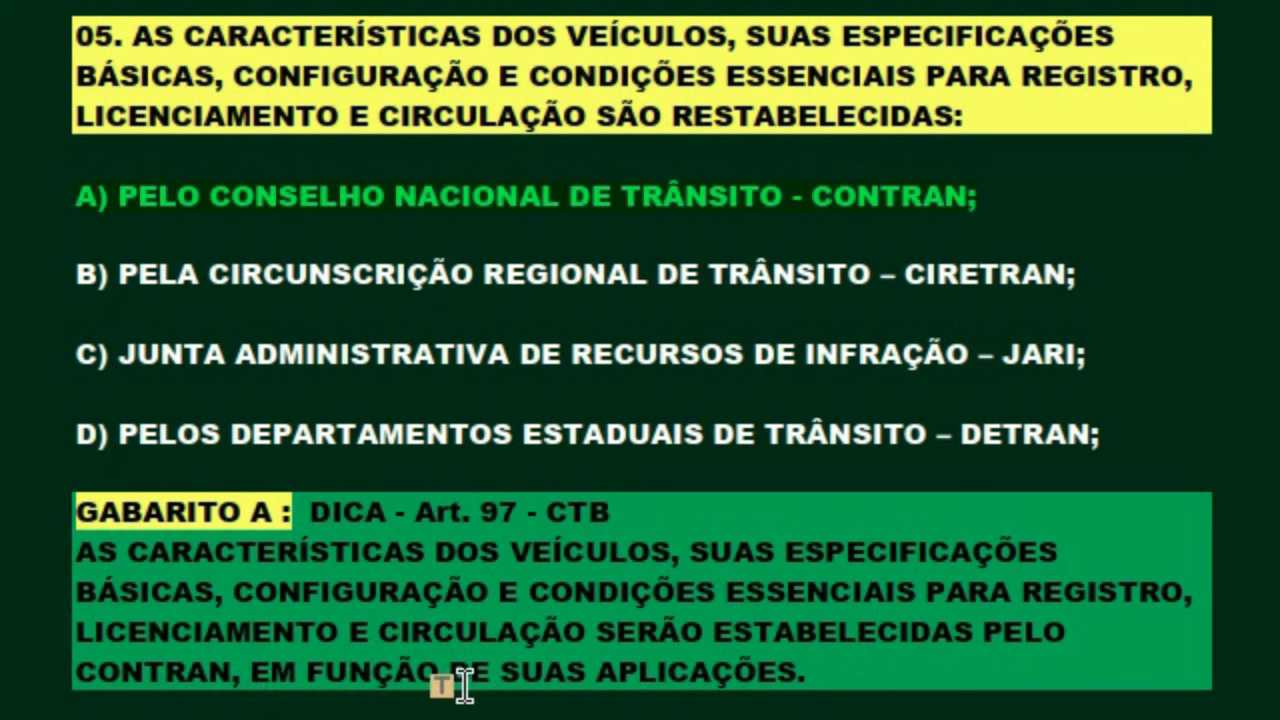 05. AS CARACTERÍSTICAS DOS VEÍCULOS, SUAS ESPECIFICAÇÕES
BÁSICAS, CONFIGURAÇÃO E CONDIÇÕES ESSENCIAIS PARA REGISTRO,
LICENCIAMENTO E CIRCULAÇÃO SÃO RESTABELECIDAS:
A) PELO CONSELHO NACIONAL DE TRÂNSITO - CONTRAN;
B) PELA CIRCUNSCRIÇÃO REGIONAL DE TRÂNSITO – CIRETRAN;
C) JUNTA ADMINISTRATIVA DE RECURSOS DE INFRAÇÃO – JARI;
D) PELOS DEPARTAMENTOS ESTADUAIS DE TRÂNSITO – DETRAN;
GABARITO A : DICA - Art. 97 - CTB
AS CARACTERÍSTICAS DOS VEÍCULOS, SUAS ESPECIFICAÇÕES
BÁSICAS, CONFIGURAÇÃO E CONDIÇÕES ESSENCIAIS PARA REGISTRO,
LICENCIAMENTO E CIRCULAÇÃO SERÃO ESTABELECIDAS PELO
CONTRAN, EM FUNÇÃO DE SUAS APLICAÇÕES.
T